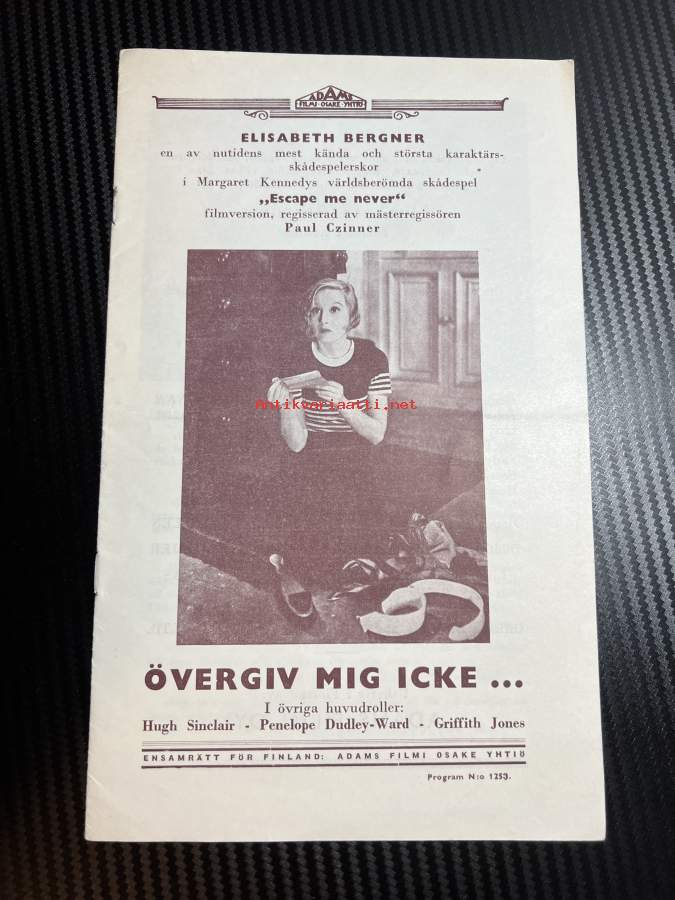 ADAMS
FILMI · OSAKE · YHTIÖ
ELISABETH BERGNER
en av nutidens mest kända och största karaktärs-
skådespelerskor
i Margaret Kennedys världsberömda skådespel
„Escape me never“
filmversion, regisserad av mästerregissören
Paul Czinner
Antikvariaatti.net
ÖVERGIV MIG ICKE ...
I övriga huvudroller:
Hugh Sinclair - Penelope Dudley-Ward - Griffith Jones
ENSAMRÄTT FÖR FINLAND: ADAMS FILMI OSAKE YHTIÖ
Program N:o 1253.